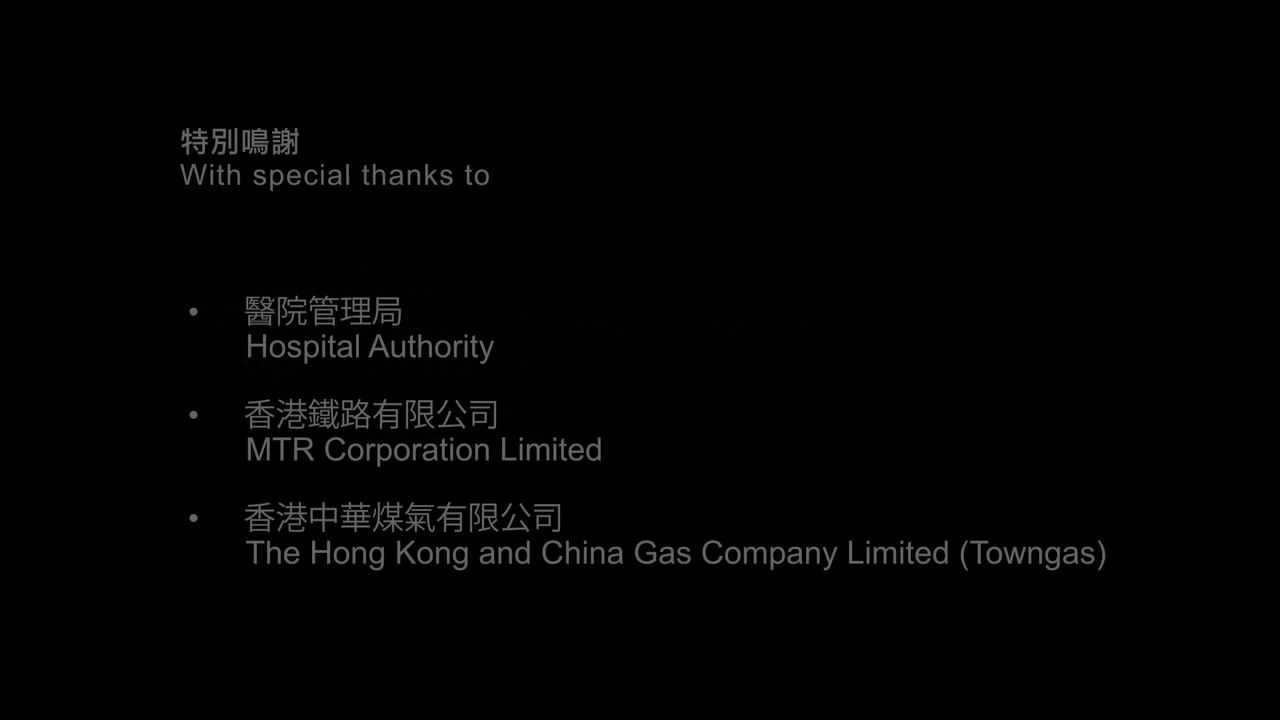 特別鳴謝
With special thanks to
• 醫院管理局
Hospital Authority
• 香港鐵路有限公司
MTR Corporation Limited
• 香港中華煤氣有限公司
The Hong Kong and China Gas Company Limited (Towngas)